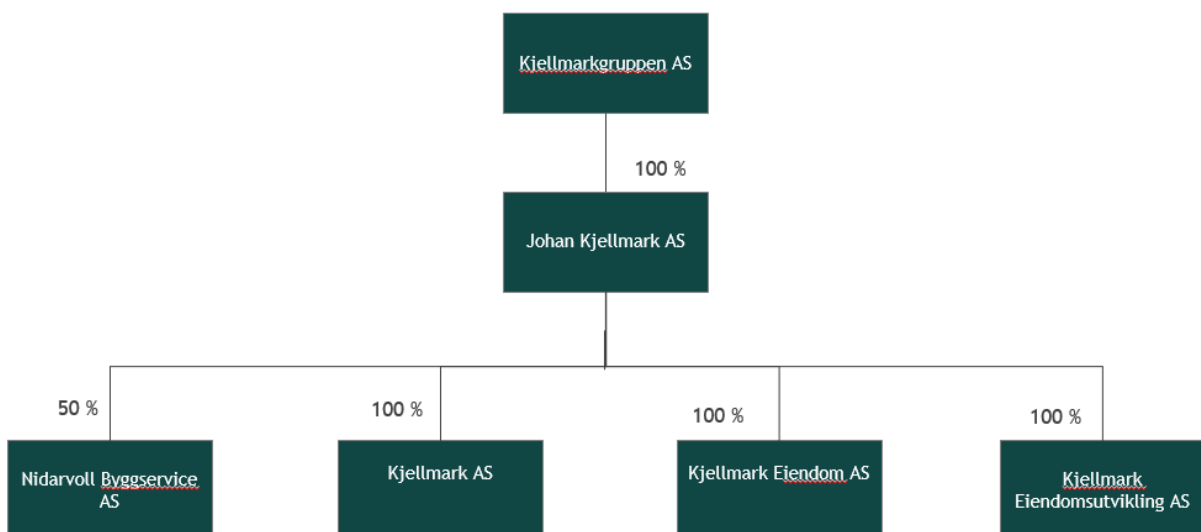 Kjellmarkgruppen AS
100 %
Johan Kjellmark AS
50 %
100 %
100 %
100 %
Nidarvoll Byggservice
AS
Kjellmark AS
Kjellmark Eiendom AS
Kjellmark
Eiendomsutvikling AS